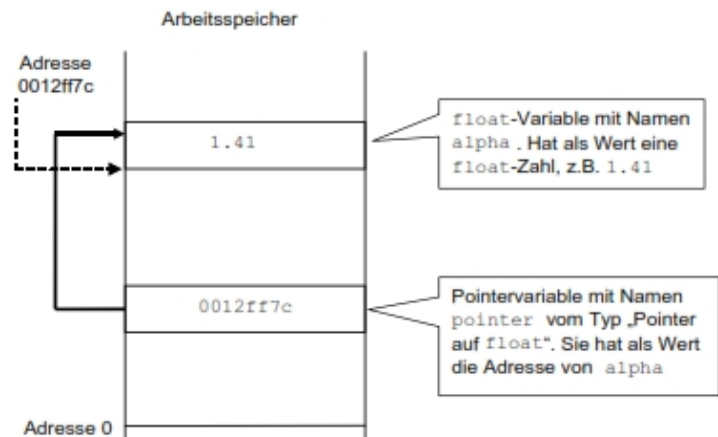 Arbeitsspeicher
Adresse
0012ff7c
1.41
float-Variable mit Namen
alpha . Hat als Wert eine
float-Zahl, z.B. 1.41
0012ff7c
Pointervariable mit Namen
pointer vom Typ „Pointer
auf float“. Sie hat als Wert
die Adresse von alpha
Adresse 0